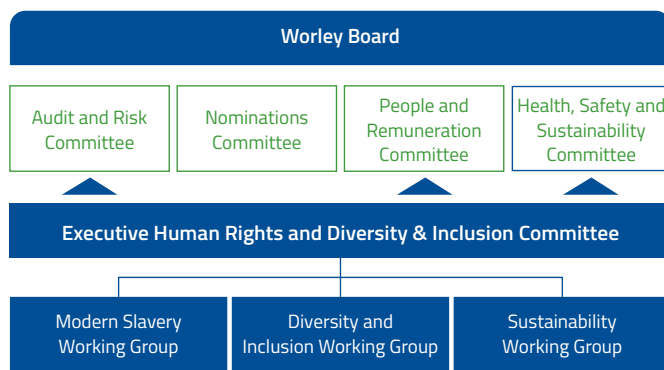 Worley Board
Audit and Risk
Committee
Nominations
Committee
People and
Remuneration
Committee
Health, Safety and
Sustainability
Committee
Executive Human Rights and Diversity & Inclusion Committee
Modern Slavery
Working Group
Diversity and
Inclusion Working Group
Sustainability
Working Group